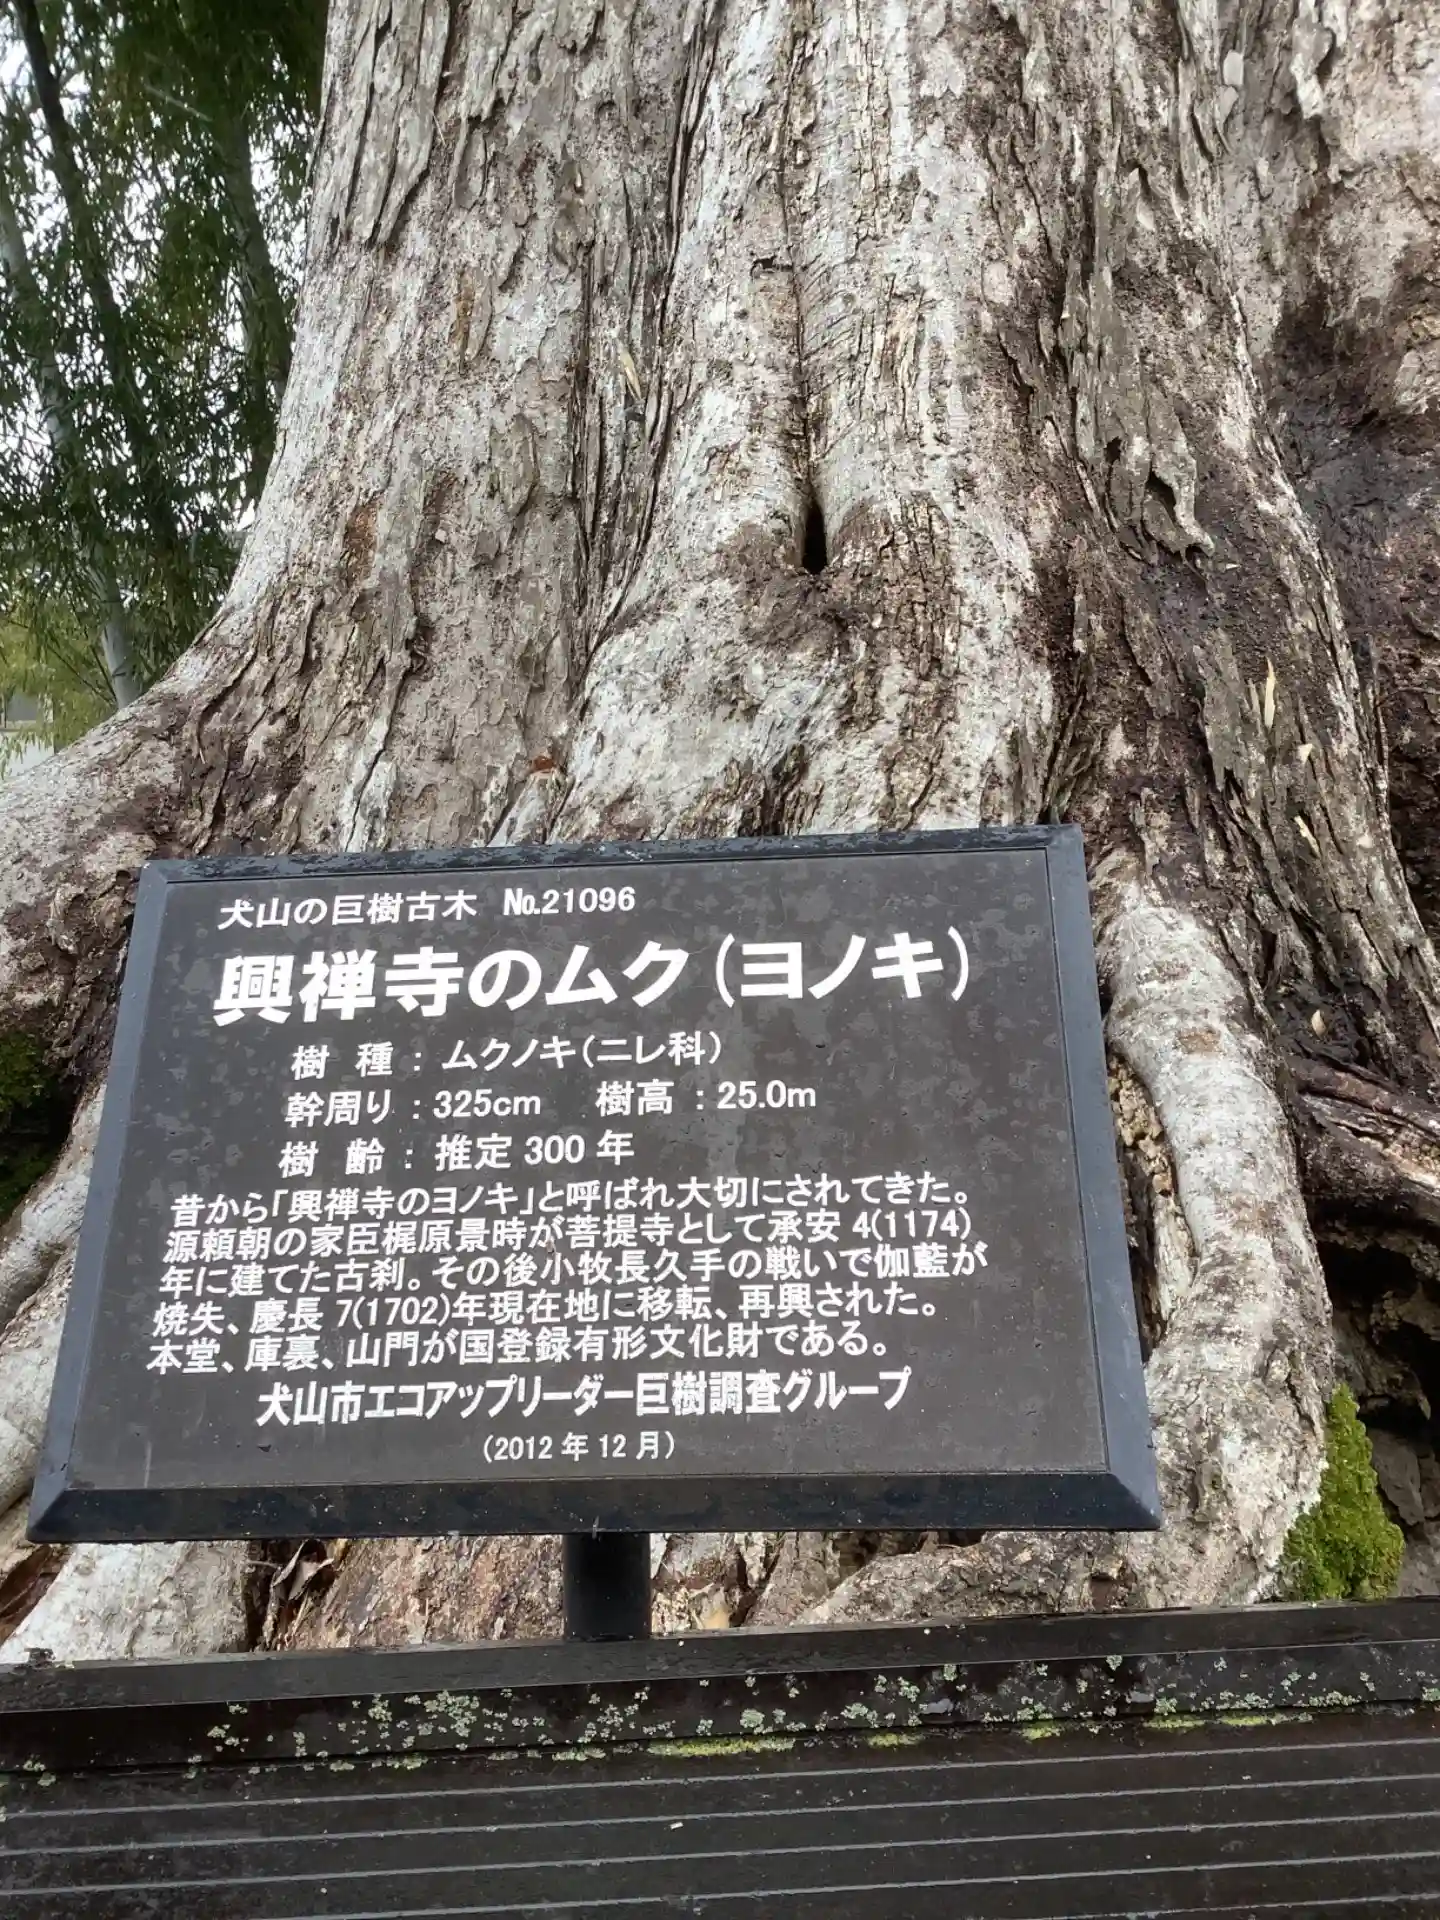 犬山の巨樹古木 №21096
興禅寺のムク(ヨノキ)
樹 種 : ムクノキ(ニレ科)
幹周り : 325cm 樹高 : 25.0m
樹 齢 : 推定 300 年
昔から「興禅寺のヨノキ」と呼ばれ大切にされてきた。
源頼朝の家臣梶原景時が菩提寺として承安 4(1174)
年に建てた古刹。その後小牧長久手の戦いで伽藍が
焼失、慶長 7(1702)年現在地に移転、再興された。
本堂、庫裏、山門が国登録有形文化財である。
犬山市エコアップリーダー巨樹調査グループ
(2012 年 12 月)